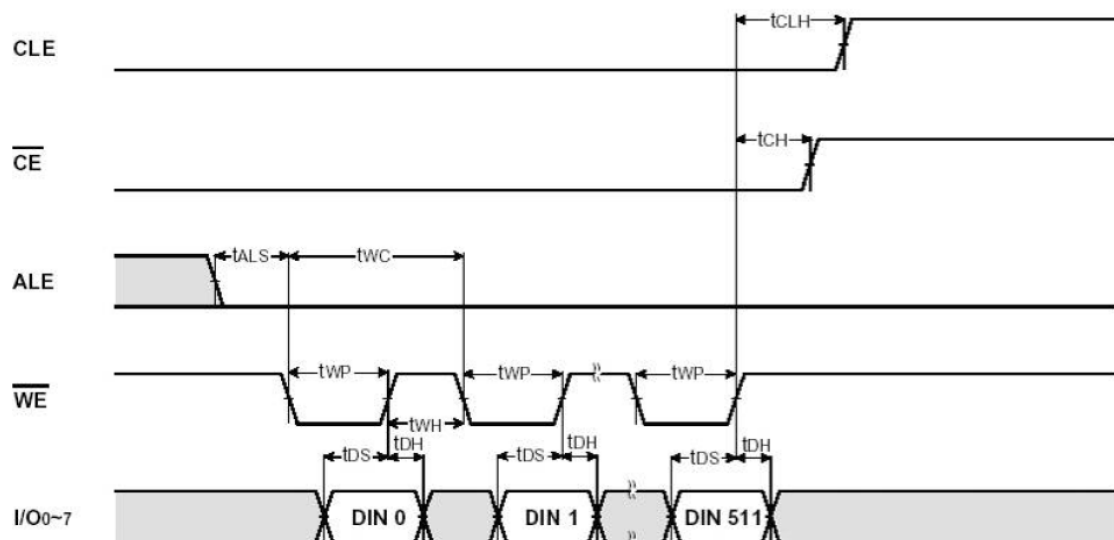 tCLH
CLE
tCH
CE
tALS
tWC
ALE
tWP
tWP
tWP
WE
tWH
tDS
tDH
tDS
tDH
tDS
tDH
I/O0~7
DIN 0
DIN 1
DIN 511